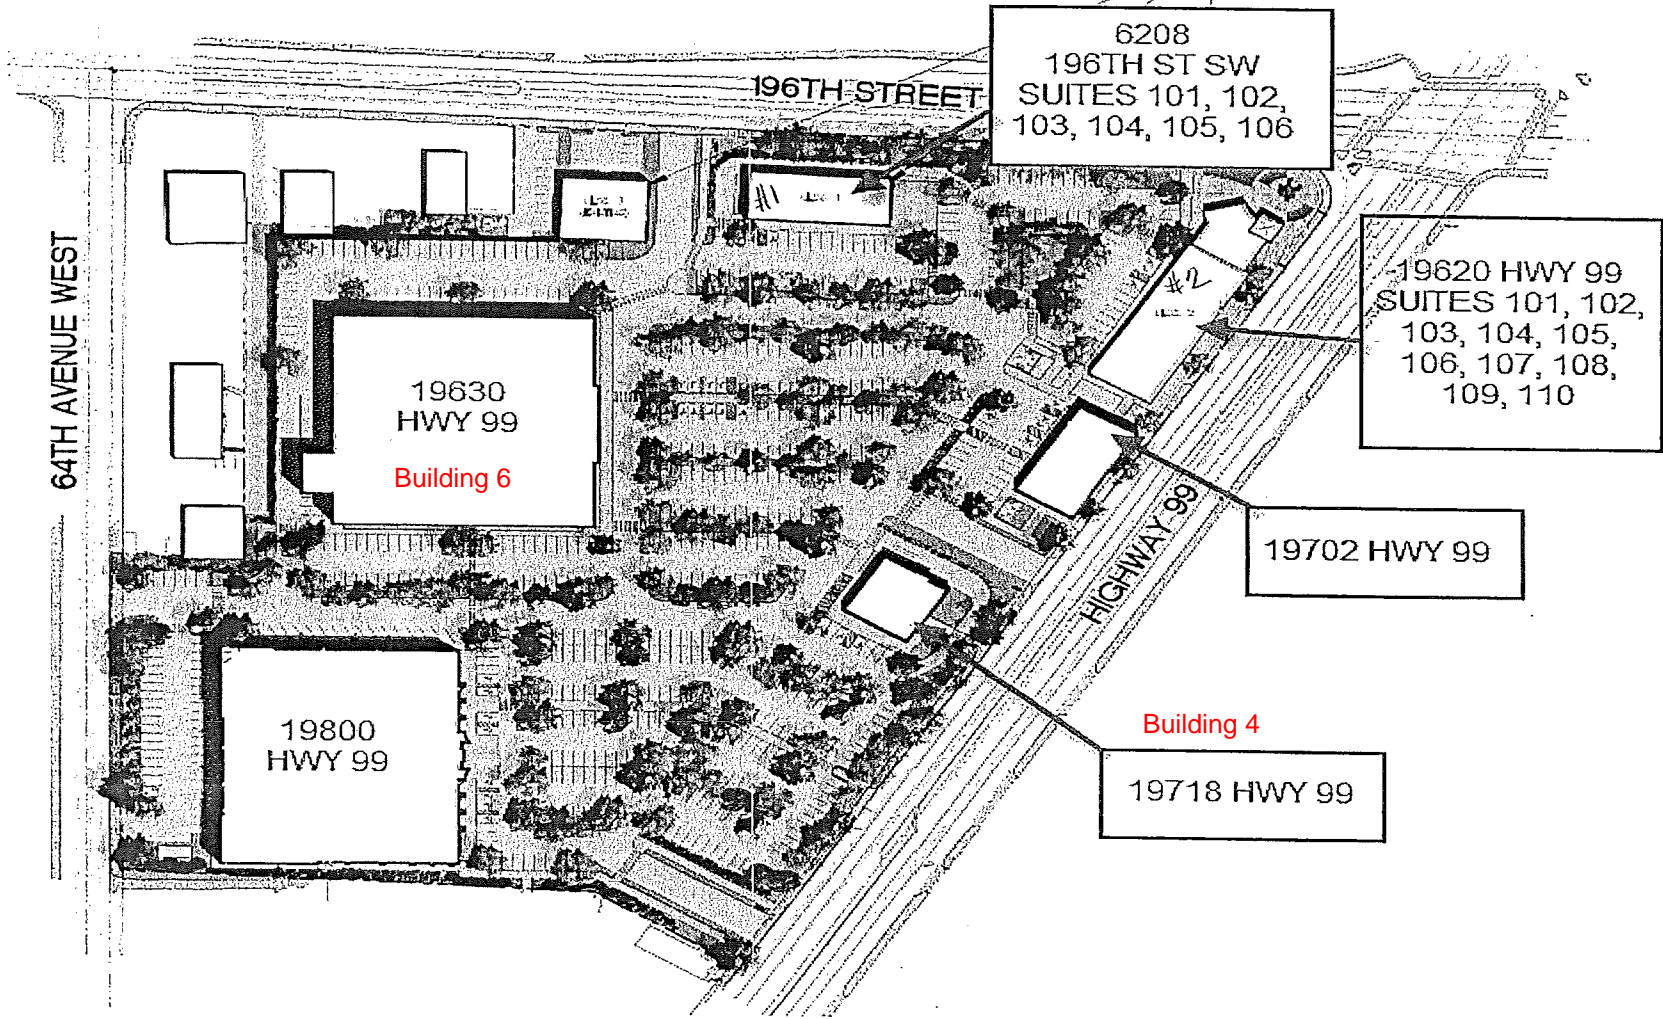 6208
196TH ST SW
SUITES 101, 102,
103, 104, 105, 106
196TH STREET
#1
#2
19620 HWY 99
SUITES 101, 102,
103, 104, 105,
106, 107, 108,
109, 110
64TH AVENUE WEST
19630
HWY 99
Building 6
19702 HWY 99
HIGHWAY 99
19800
HWY 99
Building 4
19718 HWY 99